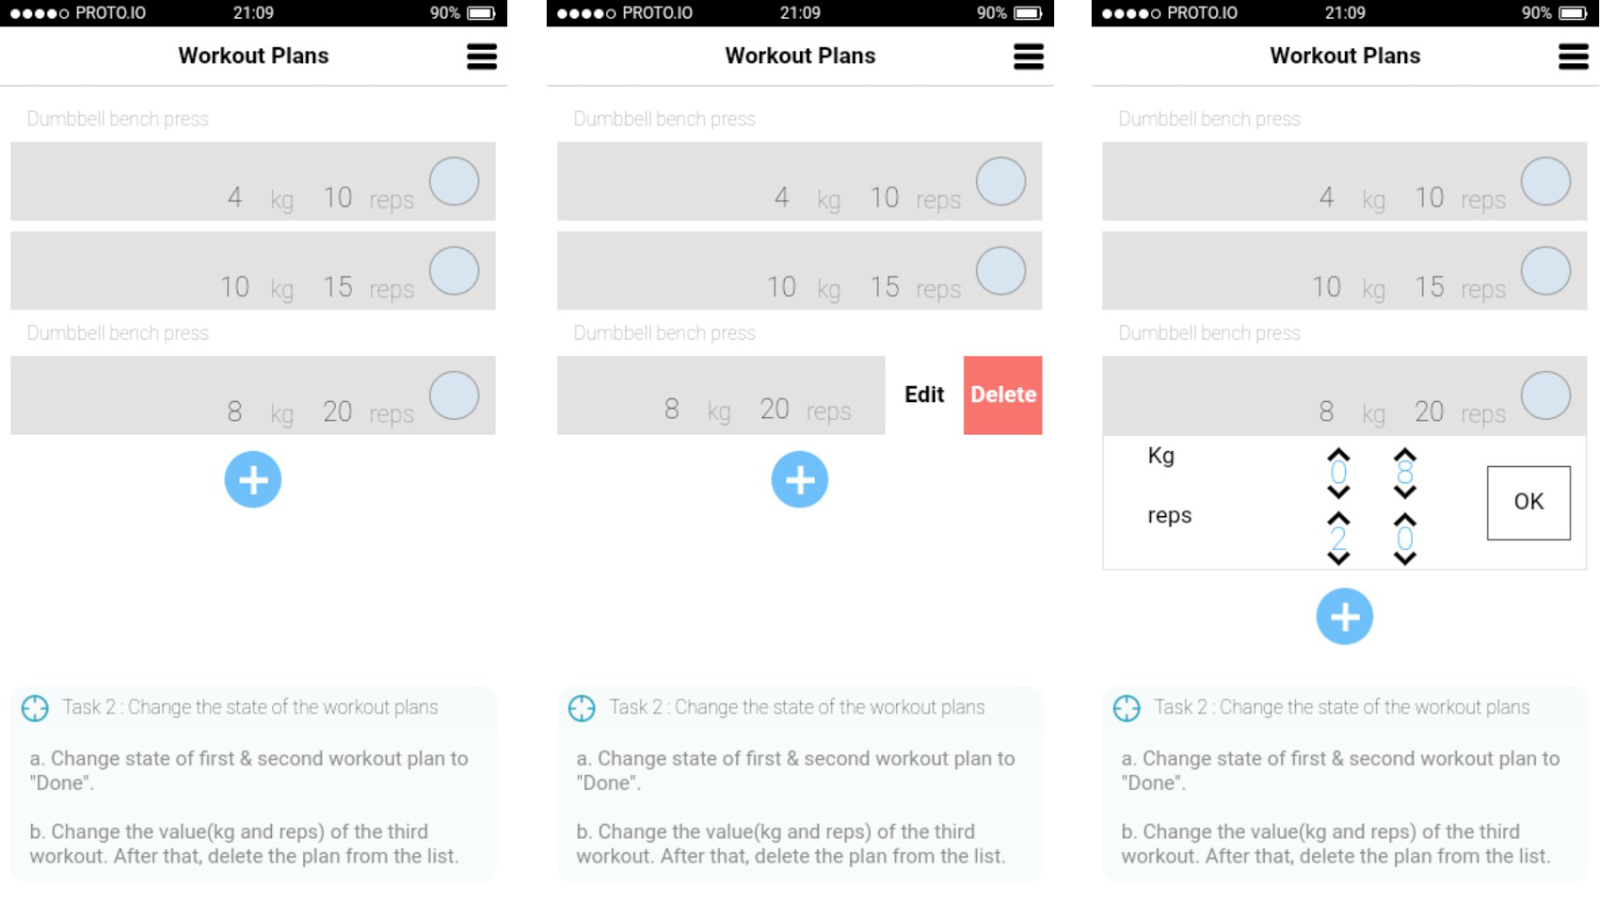 PROTO.IO 21:09 90%
Workout Plans
Dumbbell bench press
4 kg 10 reps
10 kg 15 reps
Dumbbell bench press
8 kg 20 reps
Task 2 : Change the state of the workout plans
a. Change state of first & second workout plan to
"Done".
b. Change the value(kg and reps) of the third
workout. After that, delete the plan from the list.
PROTO.IO 21:09 90%
Workout Plans
Dumbbell bench press
4 kg 10 reps
10 kg 15 reps
Dumbbell bench press
8 kg 20 reps Edit Delete
Task 2 : Change the state of the workout plans
a. Change state of first & second workout plan to
"Done".
b. Change the value(kg and reps) of the third
workout. After that, delete the plan from the list.
PROTO.IO 21:09 90%
Workout Plans
Dumbbell bench press
4 kg 10 reps
10 kg 15 reps
Dumbbell bench press
8 kg 20 reps
Kg 0 8
OK
reps 2 0
Task 2 : Change the state of the workout plans
a. Change state of first & second workout plan to
"Done".
b. Change the value(kg and reps) of the third
workout. After that, delete the plan from the list.